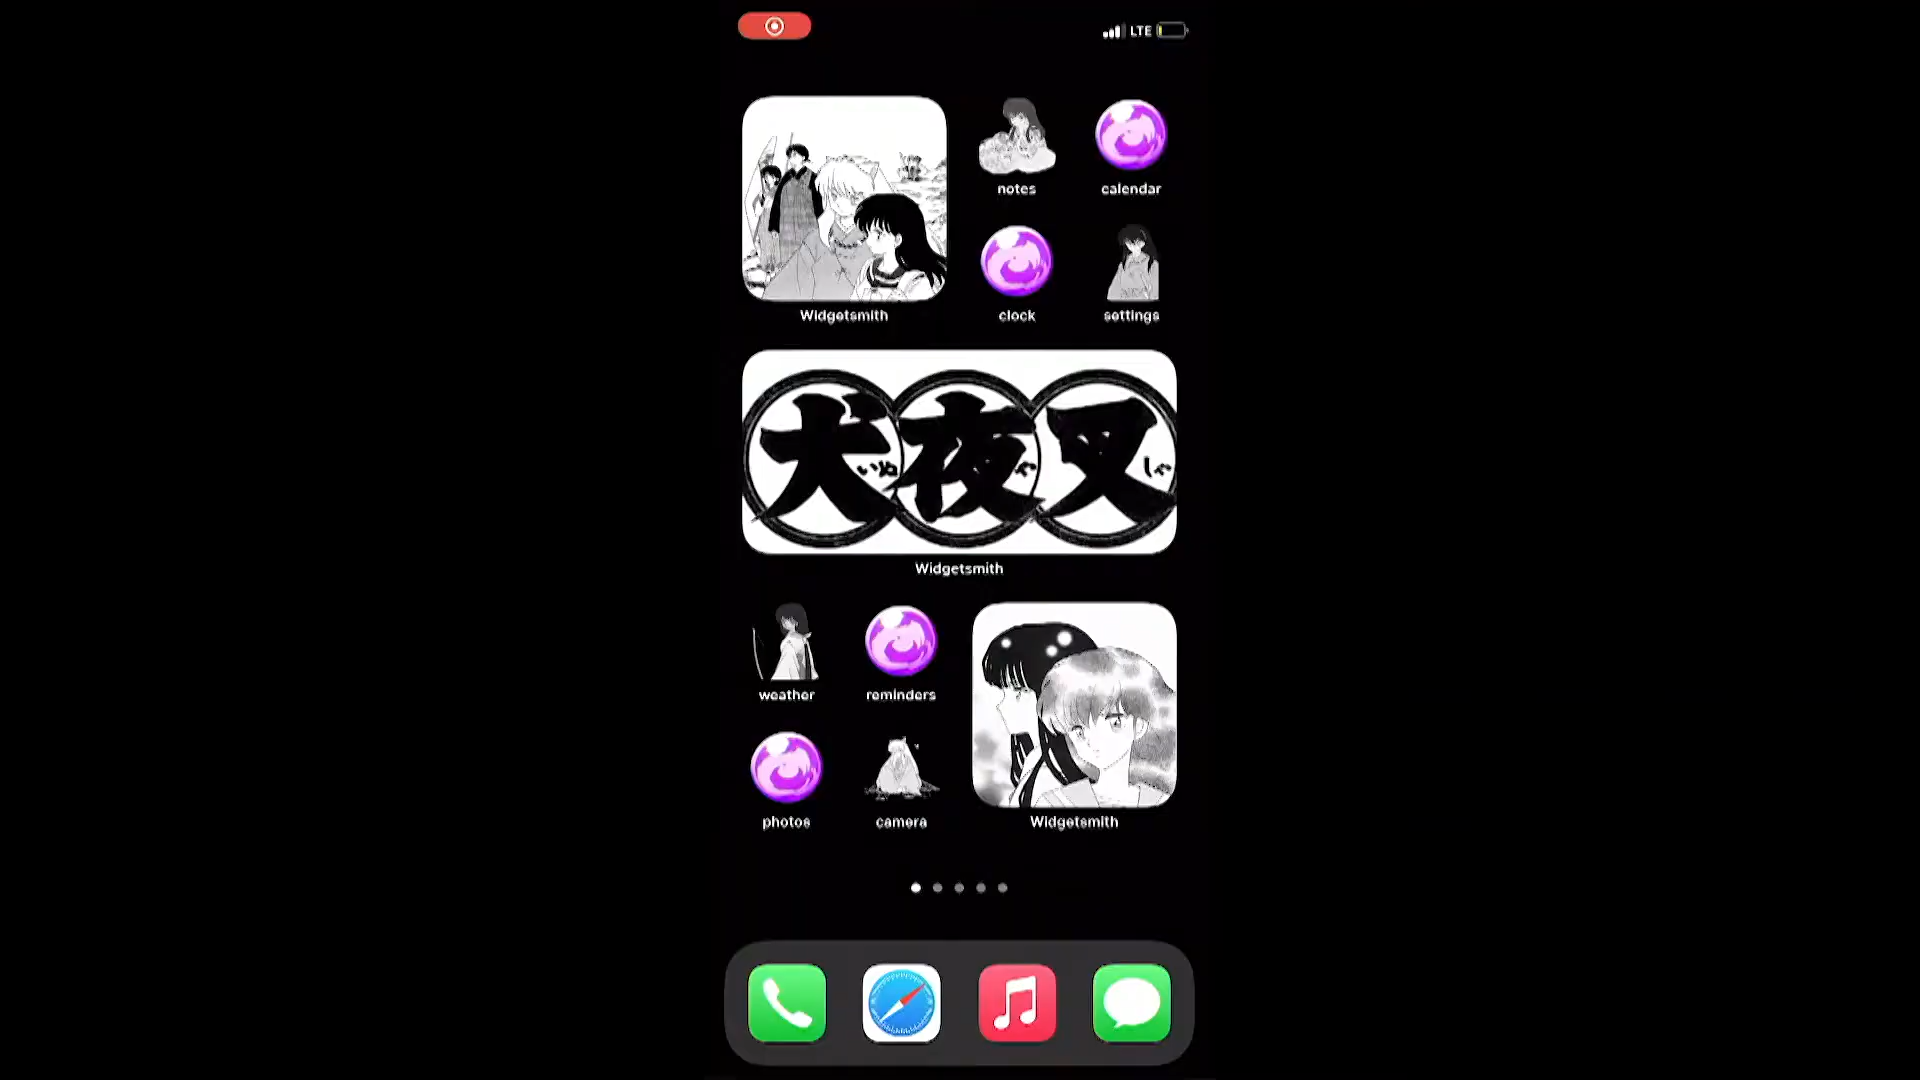 LTE
notes
calendar
clock
settings
Widgetsmith
犬夜叉
いぬ や しゃ
Widgetsmith
weather
reminders
photos
camera
Widgetsmith